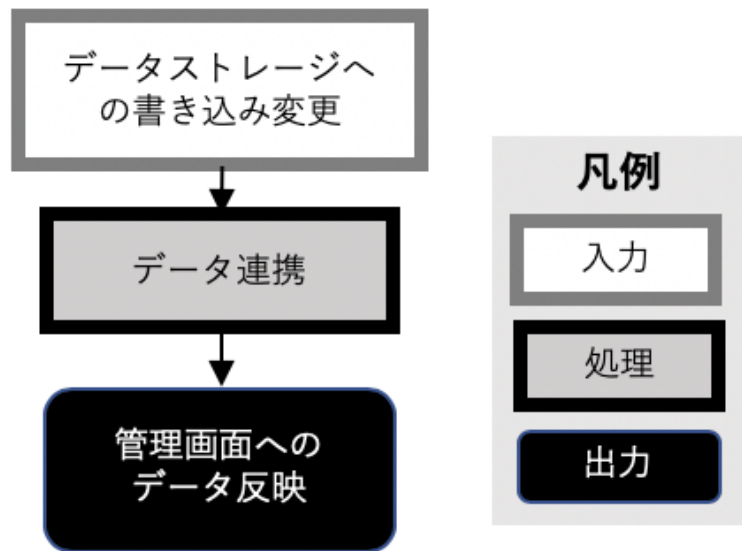 データストレージへ
の書き込み変更
データ連携
管理画面への
データ反映
凡例
入力
処理
出力